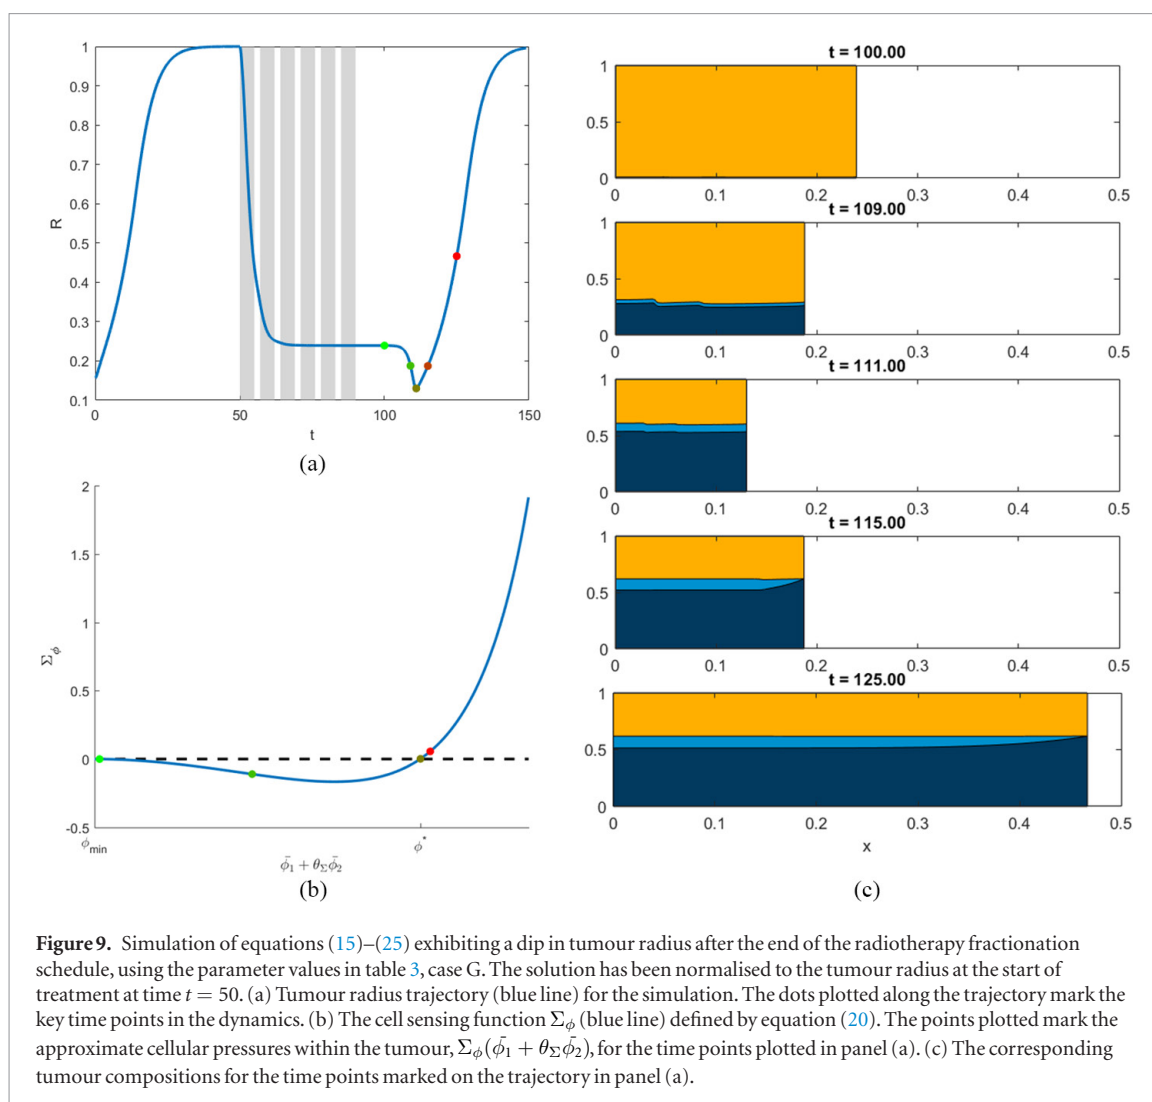 1
0.9
0.8
0.7
0.6
0.5
0.4
0.3
0.2
0.1
R
0 50 100 150
t
(a)
2
1.5
1
0.5
0
-0.5
Σ_ϕ
ϕ_min ϕ*
ϕ̄₁ + θ_Σ ϕ̄₂
(b)
t = 100.00
1
0.5
0
0 0.1 0.2 0.3 0.4 0.5
t = 109.00
1
0.5
0
0 0.1 0.2 0.3 0.4 0.5
t = 111.00
1
0.5
0
0 0.1 0.2 0.3 0.4 0.5
t = 115.00
1
0.5
0
0 0.1 0.2 0.3 0.4 0.5
t = 125.00
1
0.5
0
0 0.1 0.2 0.3 0.4 0.5
x
(c)
Figure 9. Simulation of equations (15)–(25) exhibiting a dip in tumour radius after the end of the radiotherapy fractionation
schedule, using the parameter values in table 3, case G. The solution has been normalised to the tumour radius at the start of
treatment at time t = 50. (a) Tumour radius trajectory (blue line) for the simulation. The dots plotted along the trajectory mark the
key time points in the dynamics. (b) The cell sensing function Σ_ϕ (blue line) defined by equation (20). The points plotted mark the
approximate cellular pressures within the tumour, Σ_ϕ(ϕ̄₁ + θ_Σϕ̄₂), for the time points plotted in panel (a). (c) The corresponding
tumour compositions for the time points marked on the trajectory in panel (a).